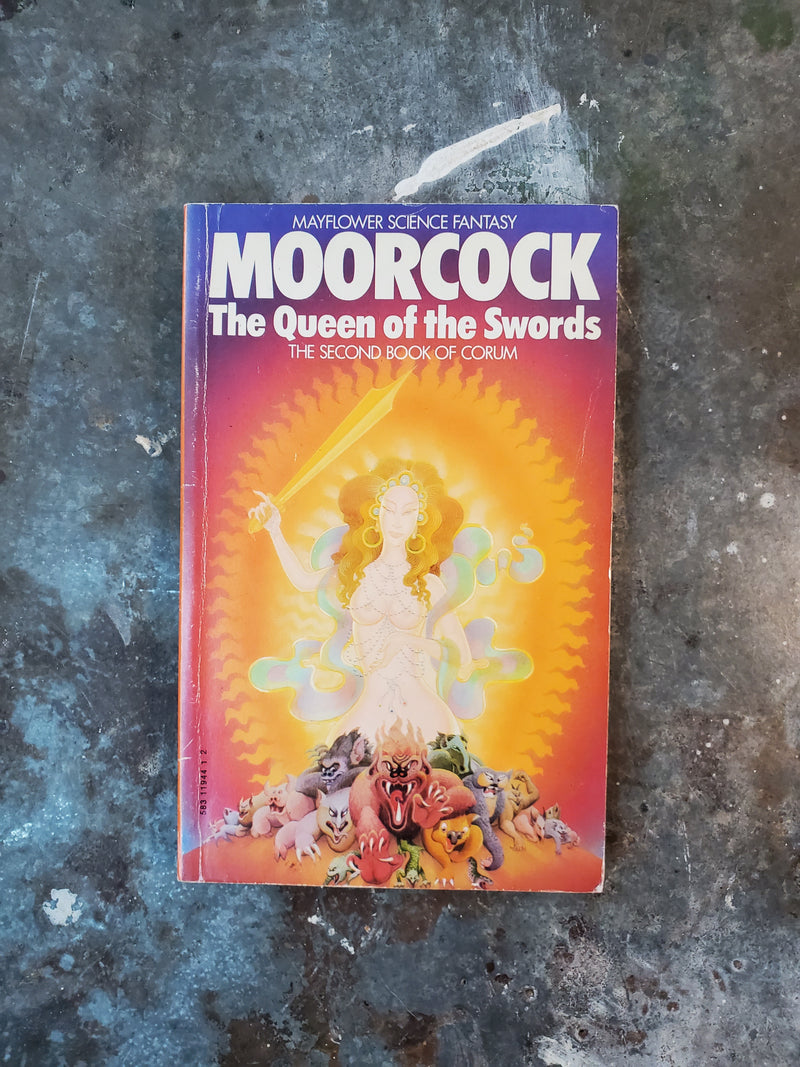 MAYFLOWER SCIENCE FANTASY
MOORCOCK
The Queen of the Swords
THE SECOND BOOK OF CORUM
583 11944 1 2